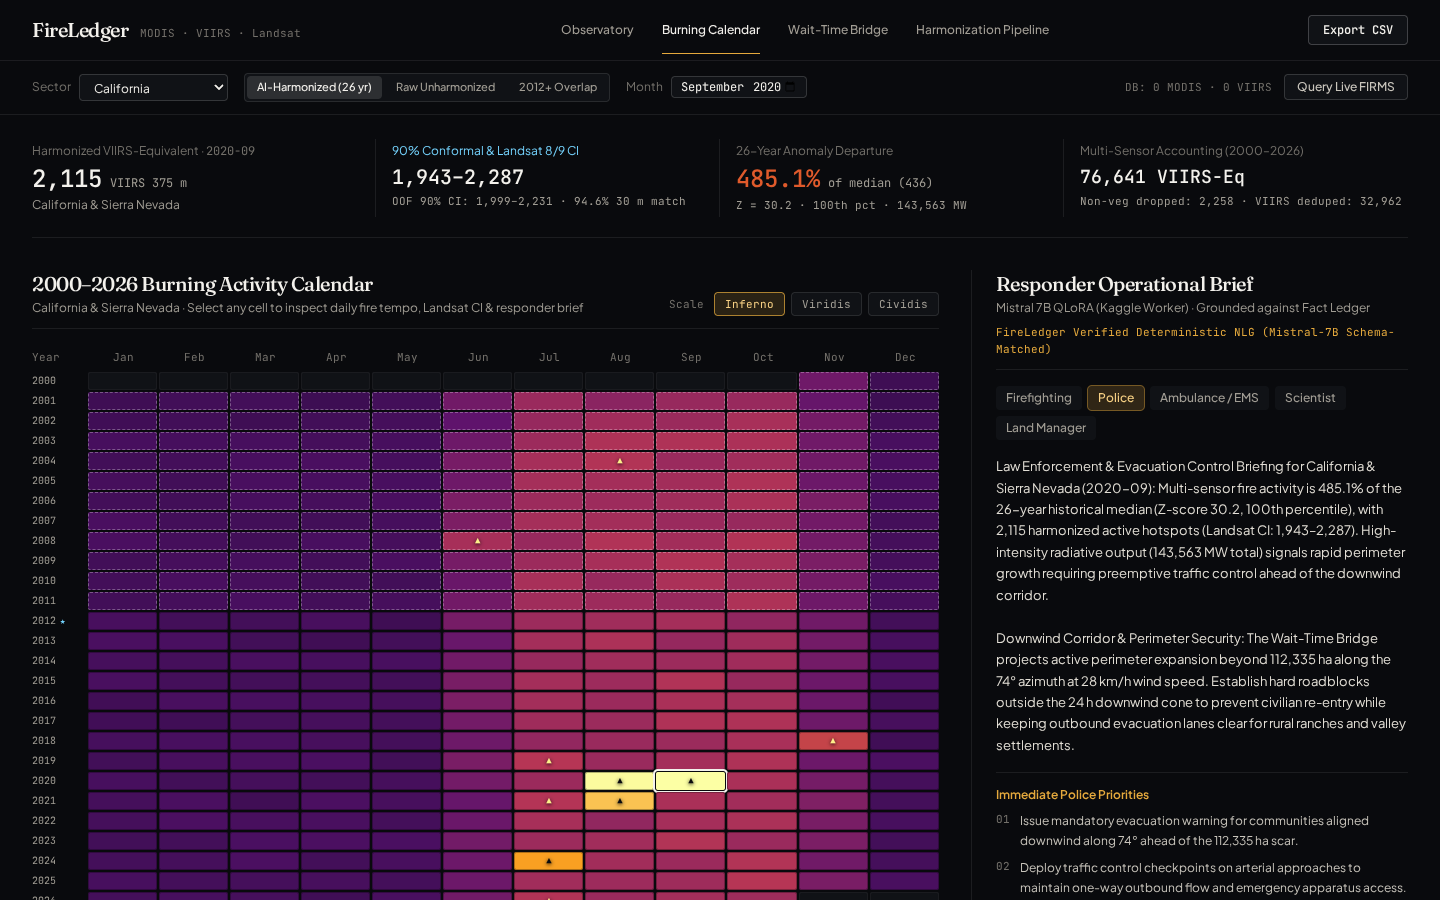 FireLedger MODIS · VIIRS · Landsat
Observatory Burning Calendar Wait-Time Bridge Harmonization Pipeline
Export CSV
Sector California AI-Harmonized (26 yr) Raw Unharmonized 2012+ Overlap Month September 2020
DB: 0 MODIS · 0 VIIRS Query Live FIRMS
Harmonized VIIRS-Equivalent · 2020-09
2,115 VIIRS 375 m
California & Sierra Nevada
90% Conformal & Landsat 8/9 CI
1,943–2,287
OOF 90% CI: 1,999–2,231 · 94.6% 30 m match
26-Year Anomaly Departure
485.1% of median (436)
Z = 30.2 · 100th pct · 143,563 MW
Multi-Sensor Accounting (2000–2026)
76,641 VIIRS-Eq
Non-veg dropped: 2,258 · VIIRS deduped: 32,962
2000–2026 Burning Activity Calendar
California & Sierra Nevada · Select any cell to inspect daily fire tempo, Landsat CI & responder brief
Scale Inferno Viridis Cividis
Year Jan Feb Mar Apr May Jun Jul Aug Sep Oct Nov Dec
2000
2001
2002
2003
2004 ▲
2005
2006
2007
2008 ▲
2009
2010
2011
2012 ★
2013
2014
2015
2016
2017
2018 ▲
2019 ▲
2020 ▲ ▲
2021 ▲ ▲
2022
2023
2024 ▲
2025
Responder Operational Brief
Mistral 7B QLoRA (Kaggle Worker) · Grounded against Fact Ledger
FireLedger Verified Deterministic NLG (Mistral-7B Schema-
Matched)
Firefighting Police Ambulance / EMS Scientist
Land Manager
Law Enforcement & Evacuation Control Briefing for California &
Sierra Nevada (2020-09): Multi-sensor fire activity is 485.1% of the
26-year historical median (Z-score 30.2, 100th percentile), with
2,115 harmonized active hotspots (Landsat CI: 1,943–2,287). High-
intensity radiative output (143,563 MW total) signals rapid perimeter
growth requiring preemptive traffic control ahead of the downwind
corridor.
Downwind Corridor & Perimeter Security: The Wait-Time Bridge
projects active perimeter expansion beyond 112,335 ha along the
74° azimuth at 28 km/h wind speed. Establish hard roadblocks
outside the 24 h downwind cone to prevent civilian re-entry while
keeping outbound evacuation lanes clear for rural ranches and valley
settlements.
Immediate Police Priorities
01 Issue mandatory evacuation warning for communities aligned
downwind along 74° ahead of the 112,335 ha scar.
02 Deploy traffic control checkpoints on arterial approaches to
maintain one-way outbound flow and emergency apparatus access.